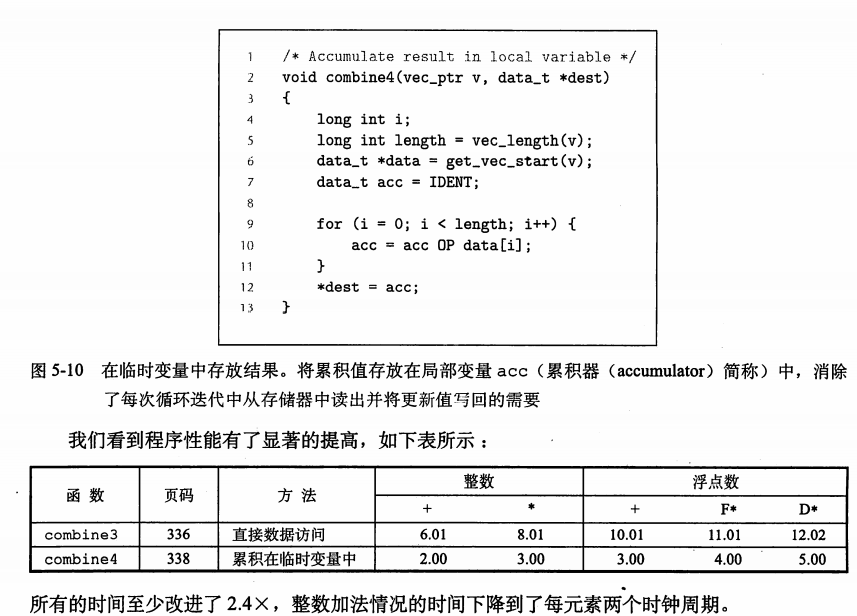 1 /* Accumulate result in local variable */
2 void combine4(vec_ptr v, data_t *dest)
3 {
4 long int i;
5 long int length = vec_length(v);
6 data_t *data = get_vec_start(v);
7 data_t acc = IDENT;
8
9 for (i = 0; i < length; i++) {
10 acc = acc OP data[i];
11 }
12 *dest = acc;
13 }
图 5-10 在临时变量中存放结果。将累积值存放在局部变量 acc（累积器（accumulator）简称）中，消除
了每次循环迭代中从存储器中读出并将更新值写回的需要
我们看到程序性能有了显著的提高，如下表所示：
函 数 页码 方 法 整数 浮点数
+ * + F* D*
combine3 336 直接数据访问 6.01 8.01 10.01 11.01 12.02
combine4 338 累积在临时变量中 2.00 3.00 3.00 4.00 5.00
所有的时间至少改进了 2.4×，整数加法情况的时间下降到了每元素两个时钟周期。